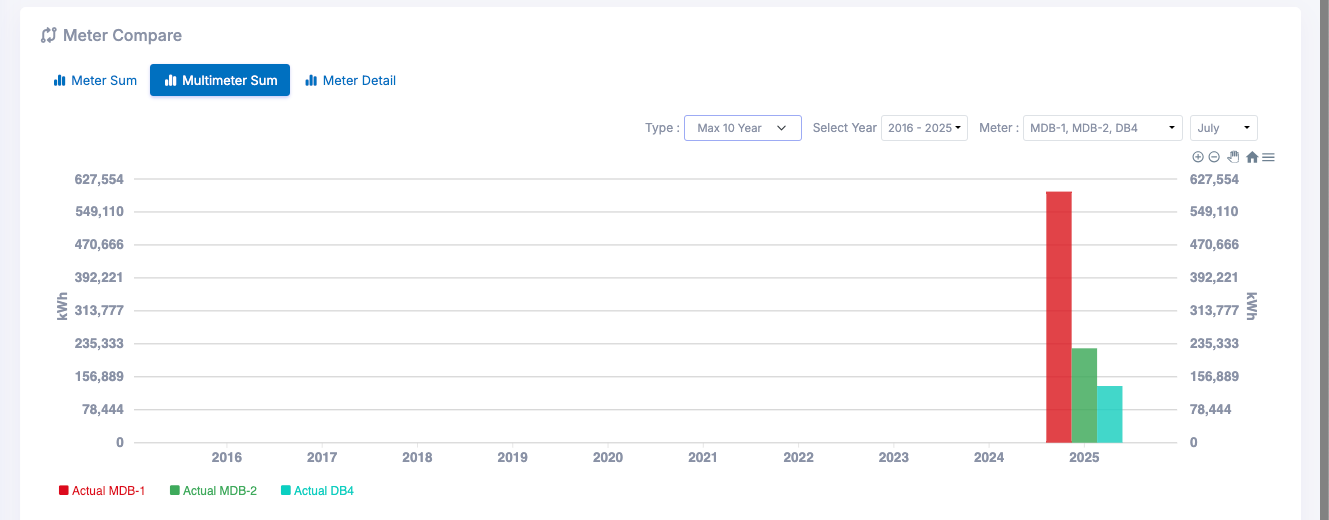 Meter Compare
Meter Sum Multimeter Sum Meter Detail
Type : Max 10 Year Select Year 2016 - 2025 Meter : MDB-1, MDB-2, DB4 July
627,554 627,554
549,110 549,110
470,666 470,666
392,221 392,221
kWh 313,777 313,777 kWh
235,333 235,333
156,889 156,889
78,444 78,444
0 0
2016 2017 2018 2019 2020 2021 2022 2023 2024 2025
Actual MDB-1 Actual MDB-2 Actual DB4